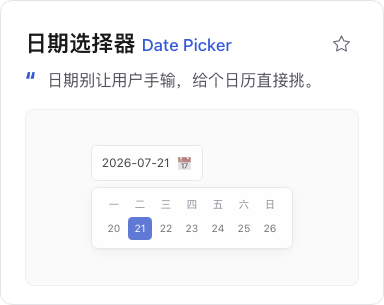 日期选择器 Date Picker
“ 日期别让用户手输，给个日历直接挑。
2026-07-21
一 二 三 四 五 六 日
20 21 22 23 24 25 26